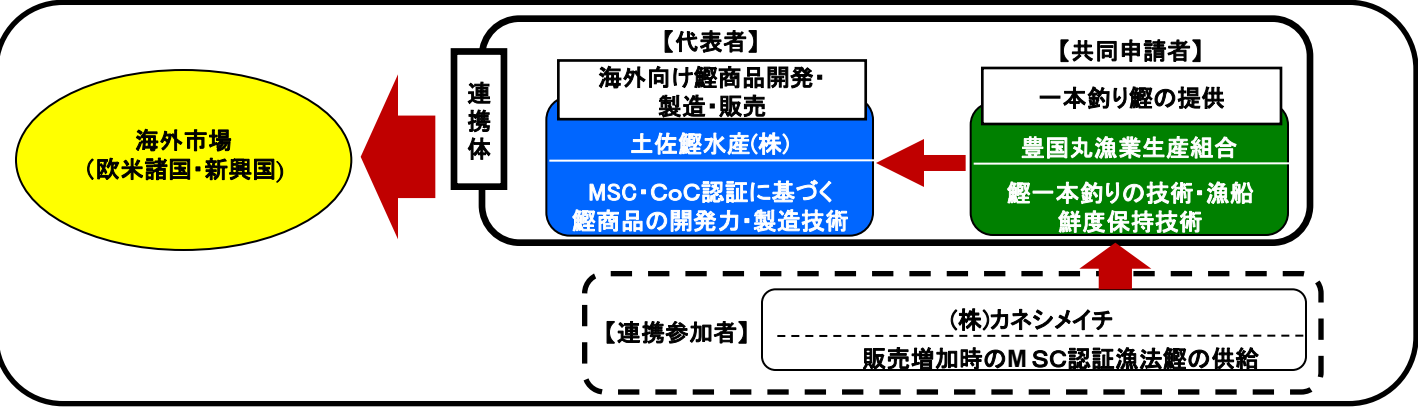 【代表者】
海外向け鰹商品開発・
製造・販売
土佐鰹水産(株)
MSC・CoC認証に基づく
鰹商品の開発力・製造技術
【共同申請者】
一本釣り鰹の提供
豊国丸漁業生産組合
鰹一本釣りの技術・漁船
鮮度保持技術
連
携
体
海外市場
(欧米諸国・新興国)
【連携参加者】
(株)カネシメイチ
販売増加時のMSC認証漁法鰹の供給